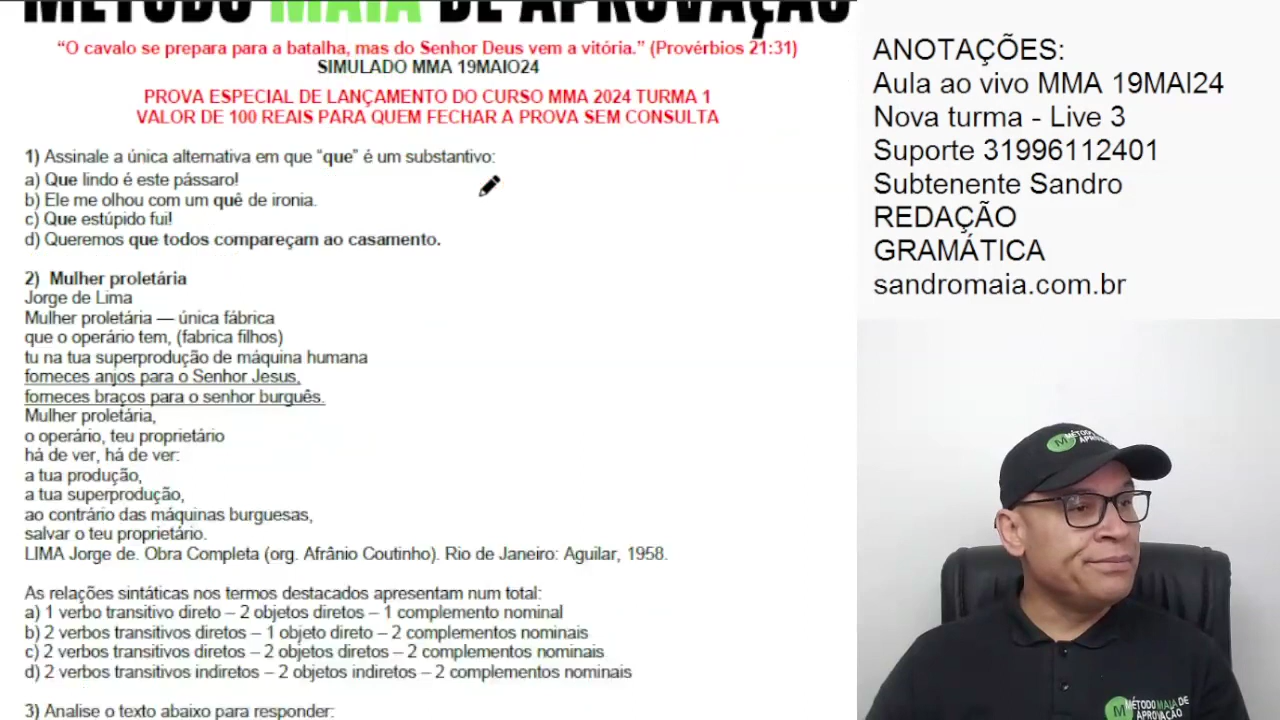 MÉTODO MAIA DE APROVAÇÃO
“O cavalo se prepara para a batalha, mas do Senhor Deus vem a vitória.” (Provérbios 21:31)
SIMULADO MMA 19MAIO24
PROVA ESPECIAL DE LANÇAMENTO DO CURSO MMA 2024 TURMA 1
VALOR DE 100 REAIS PARA QUEM FECHAR A PROVA SEM CONSULTA
1) Assinale a única alternativa em que “que” é um substantivo:
a) Que lindo é este pássaro!
b) Ele me olhou com um quê de ironia.
c) Que estúpido fui!
d) Queremos que todos compareçam ao casamento.
2) Mulher proletária
Jorge de Lima
Mulher proletária — única fábrica
que o operário tem, (fabrica filhos)
tu na tua superprodução de máquina humana
forneces anjos para o Senhor Jesus,
forneces braços para o senhor burguês.
Mulher proletária,
o operário, teu proprietário
há de ver, há de ver:
a tua produção,
a tua superprodução,
ao contrário das máquinas burguesas,
salvar o teu proprietário.
LIMA Jorge de. Obra Completa (org. Afrânio Coutinho). Rio de Janeiro: Aguilar, 1958.
As relações sintáticas nos termos destacados apresentam num total:
a) 1 verbo transitivo direto – 2 objetos diretos – 1 complemento nominal
b) 2 verbos transitivos diretos – 1 objeto direto – 2 complementos nominais
c) 2 verbos transitivos diretos – 2 objetos diretos – 2 complementos nominais
d) 2 verbos transitivos indiretos – 2 objetos indiretos – 2 complementos nominais
3) Analise o texto abaixo para responder:
ANOTAÇÕES:
Aula ao vivo MMA 19MAI24
Nova turma - Live 3
Suporte 31996112401
Subtenente Sandro
REDAÇÃO
GRAMÁTICA
sandromaia.com.br
M
MÉTODO
M
MÉTODO MAIA DE
APROVAÇÃO